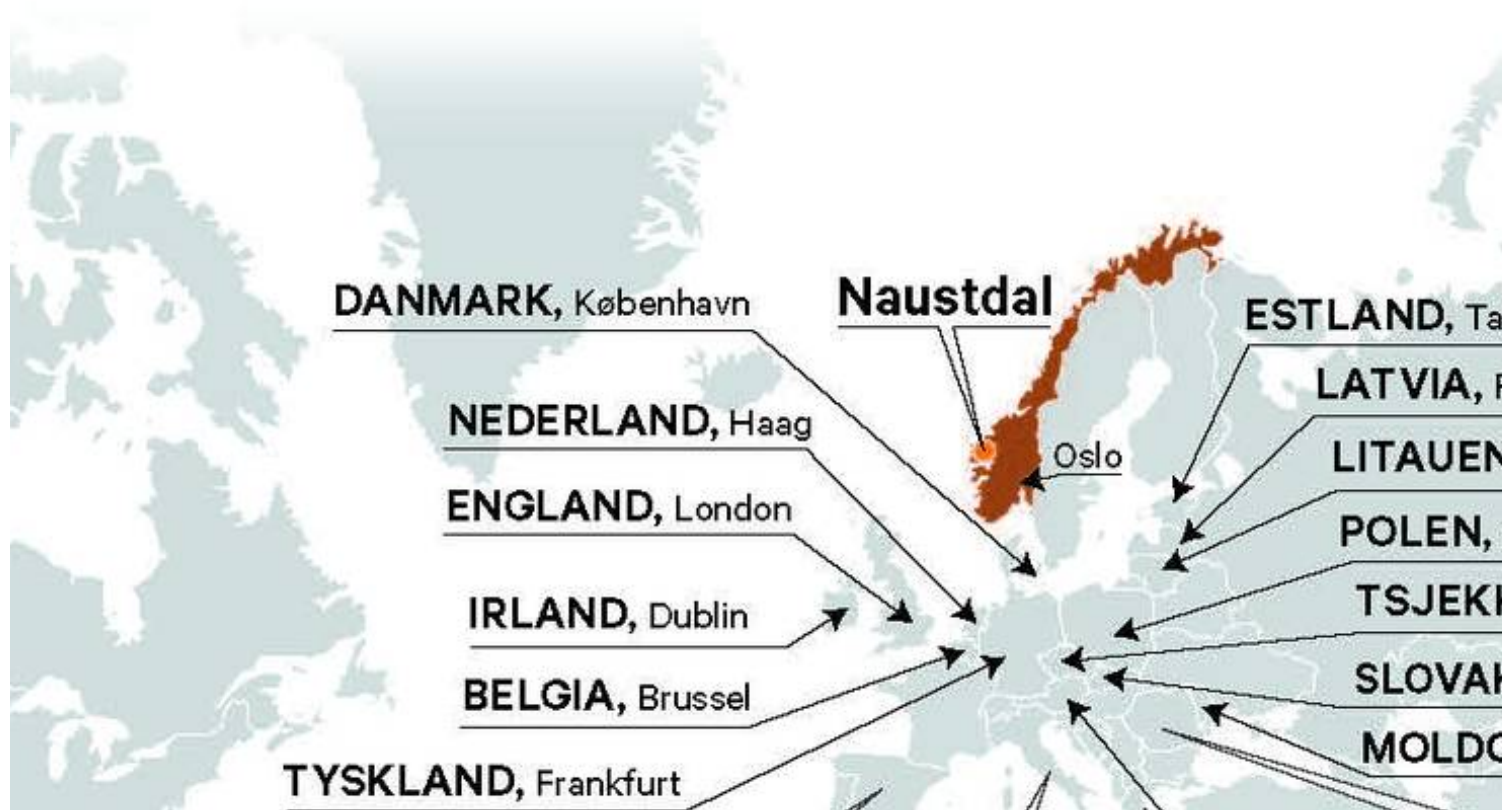 DANMARK, København
Naustdal
ESTLAND, Ta
LATVIA,
NEDERLAND, Haag
Oslo
LITAUEN
ENGLAND, London
POLEN,
IRLAND, Dublin
TSJEKK
BELGIA, Brussel
SLOVAK
MOLDO
TYSKLAND, Frankfurt